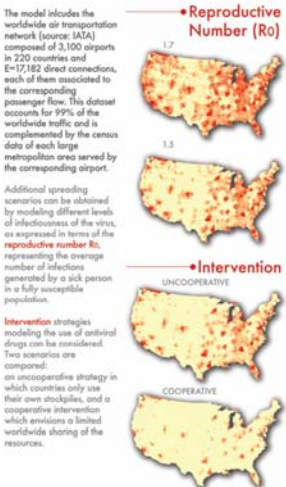 The model inlcudes the
worldwide air transportation
network (source: IATA)
composed of 3,100 airports
in 220 countries and
E=17,182 direct connections,
each of them associated to
the corresponding
passenger flow. This dataset
accounts for 99% of the
worldwide traffic and is
complemented by the census
data of each large
metropolitan area served by
the corresponding airport.
Additional spreading
scenarios can be obtained
by modeling different levels
of infectiousness of the virus,
as expressed in terms of the
reproductive number R0,
representing the average
number of infections
generated by a sick person
in a fully susceptible
population.
Intervention strategies
modeling the use of antiviral
drugs can be considered.
Two scenarios are
compared:
an uncooperative strategy in
which countries only use
their own stockpiles, and a
cooperative intervention
which envisions a limited
worldwide sharing of the
resources.
Reproductive
Number (R0)
1.7
1.5
Intervention
UNCOOPERATIVE
COOPERATIVE